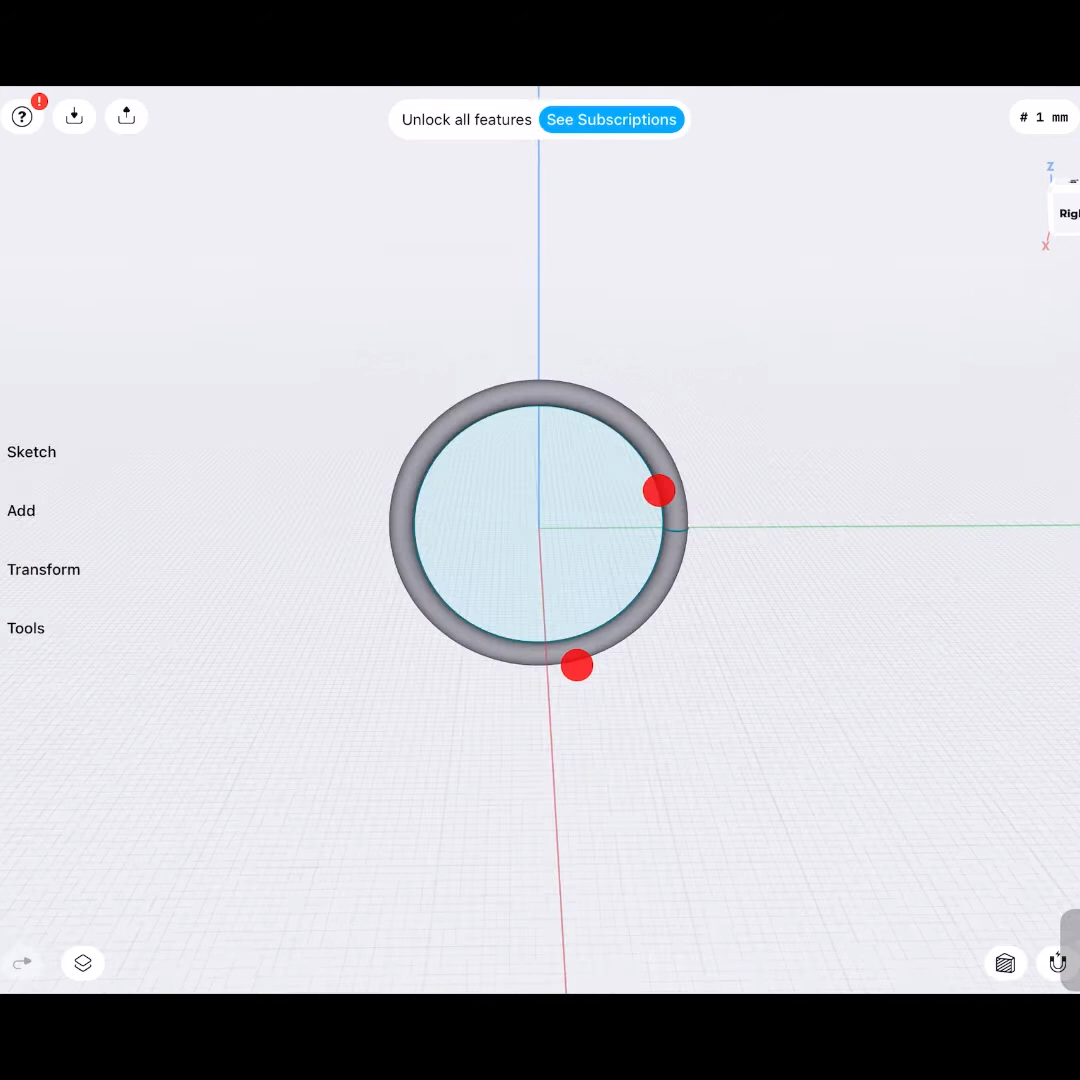 ?
!
Unlock all features See Subscriptions
# 1 mm
Z
X
Sketch
Add
Transform
Tools